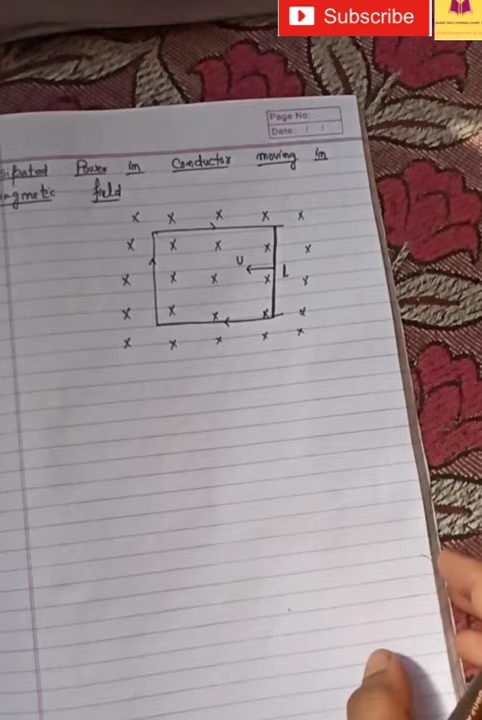 Subscribe
Page No:
Date: / /
Power in conductor moving in
field
x x x x x
x x x x x
υ
x x x x x
L
x x x x x
x x x x x